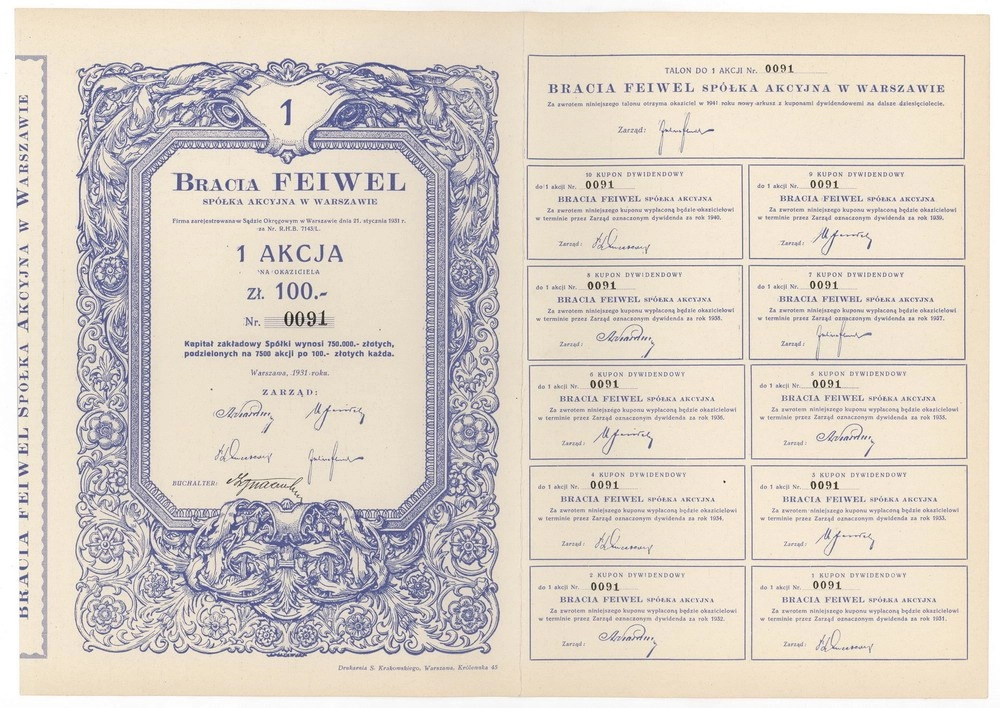 BRACIA FEIWEL SPÓŁKA AKCYJNA W WARSZAWIE
1
BRACIA FEIWEL
SPÓŁKA AKCYJNA W WARSZAWIE
Firma zarejestrowana w Sądzie Okręgowym w Warszawie dnia 21. stycznia 1931 r.
za Nr. R.H.B. 7145/L.
1 AKCJA
NA OKAZICIELA
Zł. 100.-
Nr. 0091
Kapitał zakładowy Spółki wynosi 750.000.- złotych,
podzielonych na 7500 akcji po 100.- złotych każda.
Warszawa, 1931 roku.
ZARZĄD:
BUCHALTER:
Drukarnia S. Krakowskiego, Warszawa, Królewska 43
TALON DO 1 AKCJI Nr. 0091
BRACIA FEIWEL SPÓŁKA AKCYJNA W WARSZAWIE
Za zwrotem niniejszego talonu otrzyma okaziciel w 1941 roku nowy arkusz z kuponami dywidendowemi na dalsze dziesięciolecie.
Zarząd:
10 KUPON DYWIDENDOWY
do 1 akcji Nr. 0091
BRACIA FEIWEL SPÓŁKA AKCYJNA
Za zwrotem niniejszego kuponu wypłaconą będzie okazicielowi
w terminie przez Zarząd oznaczonym dywidenda za rok 1940.
Zarząd:
9 KUPON DYWIDENDOWY
do 1 akcji Nr. 0091
BRACIA FEIWEL SPÓŁKA AKCYJNA
Za zwrotem niniejszego kuponu wypłaconą będzie okazicielowi
w terminie przez Zarząd oznaczonym dywidenda za rok 1939.
Zarząd:
8 KUPON DYWIDENDOWY
do 1 akcji Nr. 0091
BRACIA FEIWEL SPÓŁKA AKCYJNA
Za zwrotem niniejszego kuponu wypłaconą będzie okazicielowi
w terminie przez Zarząd oznaczonym dywidenda za rok 1938.
Zarząd:
7 KUPON DYWIDENDOWY
do 1 akcji Nr. 0091
BRACIA FEIWEL SPÓŁKA AKCYJNA
Za zwrotem niniejszego kuponu wypłaconą będzie okazicielowi
w terminie przez Zarząd oznaczonym dywidenda za rok 1937.
Zarząd:
6 KUPON DYWIDENDOWY
do 1 akcji Nr. 0091
BRACIA FEIWEL SPÓŁKA AKCYJNA
Za zwrotem niniejszego kuponu wypłaconą będzie okazicielowi
w terminie przez Zarząd oznaczonym dywidenda za rok 1936.
Zarząd:
5 KUPON DYWIDENDOWY
do 1 akcji Nr. 0091
BRACIA FEIWEL SPÓŁKA AKCYJNA
Za zwrotem niniejszego kuponu wypłaconą będzie okazicielowi
w terminie przez Zarząd oznaczonym dywidenda za rok 1935.
Zarząd:
4 KUPON DYWIDENDOWY
do 1 akcji Nr. 0091
BRACIA FEIWEL SPÓŁKA AKCYJNA
Za zwrotem niniejszego kuponu wypłaconą będzie okazicielowi
w terminie przez Zarząd oznaczonym dywidenda za rok 1934.
Zarząd:
3 KUPON DYWIDENDOWY
do 1 akcji Nr. 0091
BRACIA FEIWEL SPÓŁKA AKCYJNA
Za zwrotem niniejszego kuponu wypłaconą będzie okazicielowi
w terminie przez Zarząd oznaczonym dywidenda za rok 1933.
Zarząd:
2 KUPON DYWIDENDOWY
do 1 akcji Nr. 0091
BRACIA FEIWEL SPÓŁKA AKCYJNA
Za zwrotem niniejszego kuponu wypłaconą będzie okazicielowi
w terminie przez Zarząd oznaczonym dywidenda za rok 1932.
Zarząd:
1 KUPON DYWIDENDOWY
do 1 akcji Nr. 0091
BRACIA FEIWEL SPÓŁKA AKCYJNA
Za zwrotem niniejszego kuponu wypłaconą będzie okazicielowi
w terminie przez Zarząd oznaczonym dywidenda za rok 1931.
Zarząd: